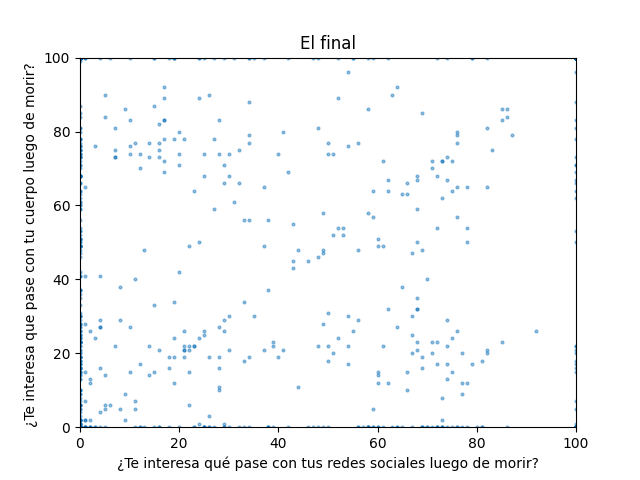 El final
¿Te interesa que pase con tu cuerpo luego de morir?
100
80
60
40
20
0
0 20 40 60 80 100
¿Te interesa qué pase con tus redes sociales luego de morir?